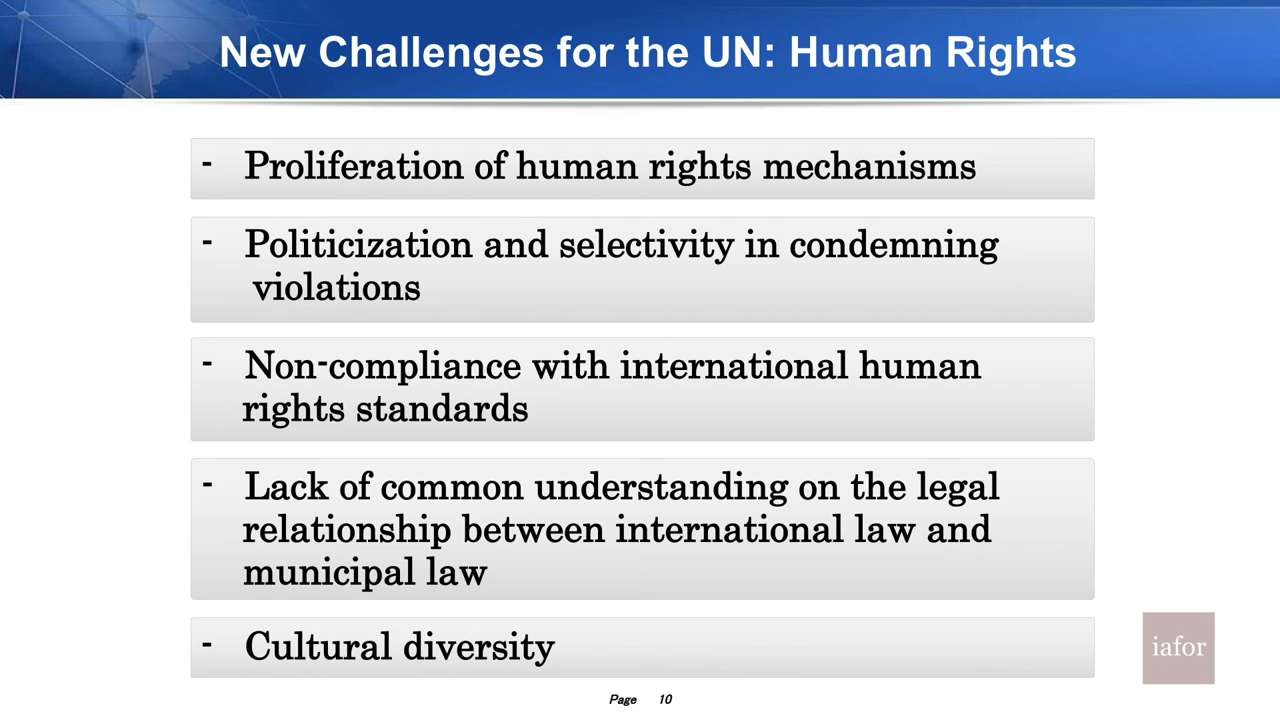 New Challenges for the UN: Human Rights
- Proliferation of human rights mechanisms
- Politicization and selectivity in condemning
violations
- Non-compliance with international human
rights standards
- Lack of common understanding on the legal
relationship between international law and
municipal law
- Cultural diversity
iafor
Page 10